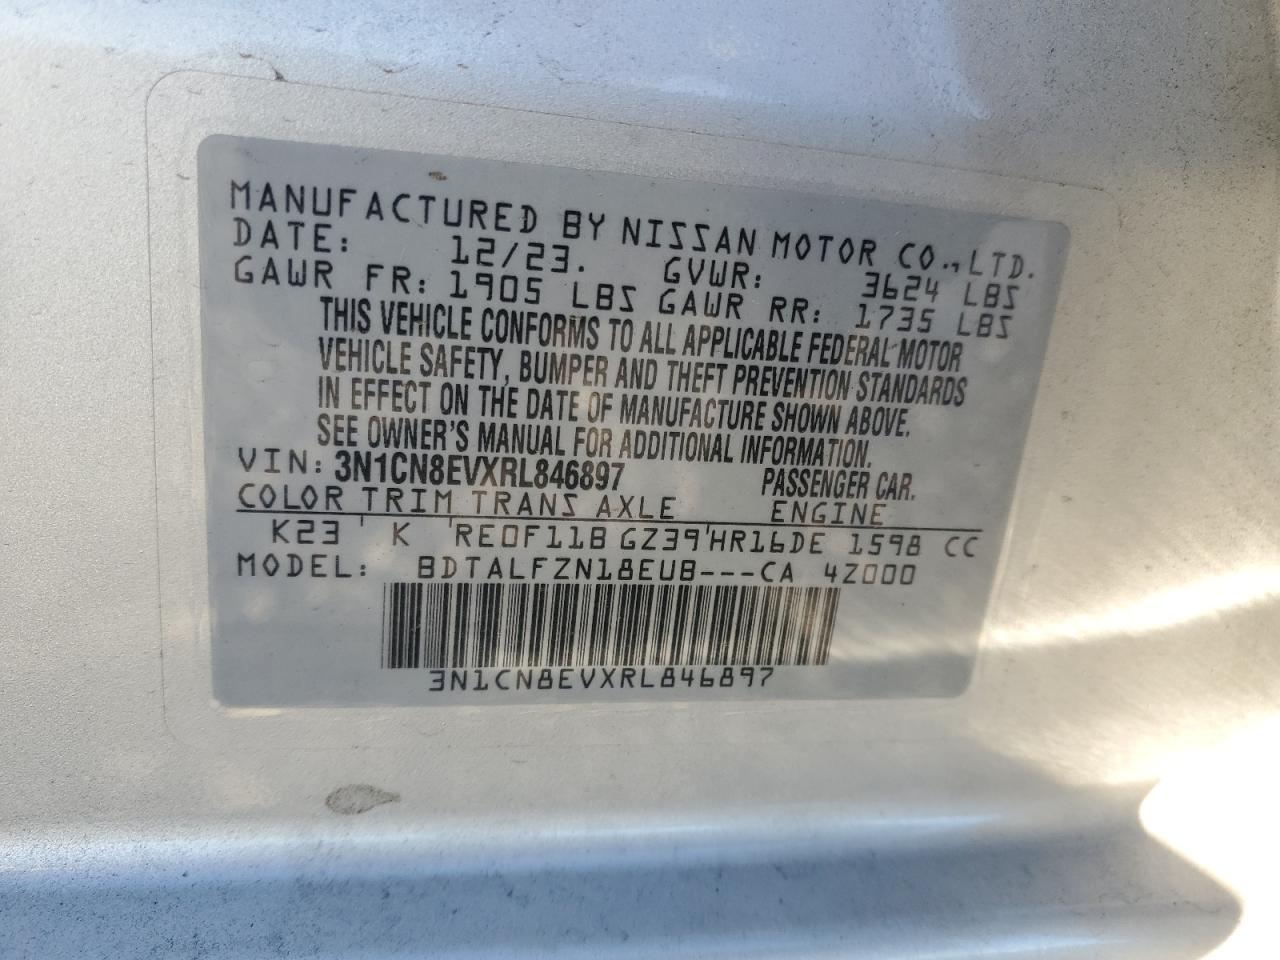 MANUFACTURED BY NISSAN MOTOR CO., LTD.
DATE: 12/23. GVWR: 3624 LBS
GAWR FR: 1905 LBS GAWR RR: 1735 LBS
THIS VEHICLE CONFORMS TO ALL APPLICABLE FEDERAL MOTOR
VEHICLE SAFETY, BUMPER AND THEFT PREVENTION STANDARDS
IN EFFECT ON THE DATE OF MANUFACTURE SHOWN ABOVE.
SEE OWNER'S MANUAL FOR ADDITIONAL INFORMATION.
VIN: 3N1CN8EVXRL846897 PASSENGER CAR.
COLOR TRIM TRANS AXLE ENGINE
K23 K RE0F11B GZ39 HR16DE 1598 CC
MODEL: BDTALFZN18EUB---CA 4Z000
3N1CN8EVXRL846897